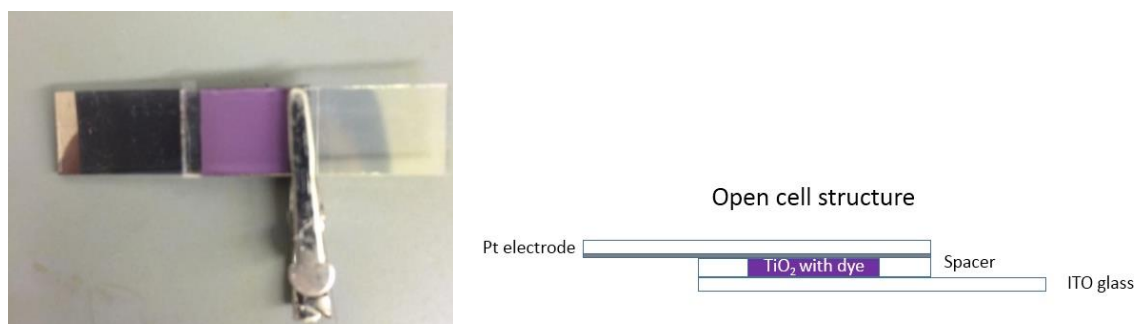 Open cell structure
Pt electrode
TiO₂ with dye
Spacer
ITO glass